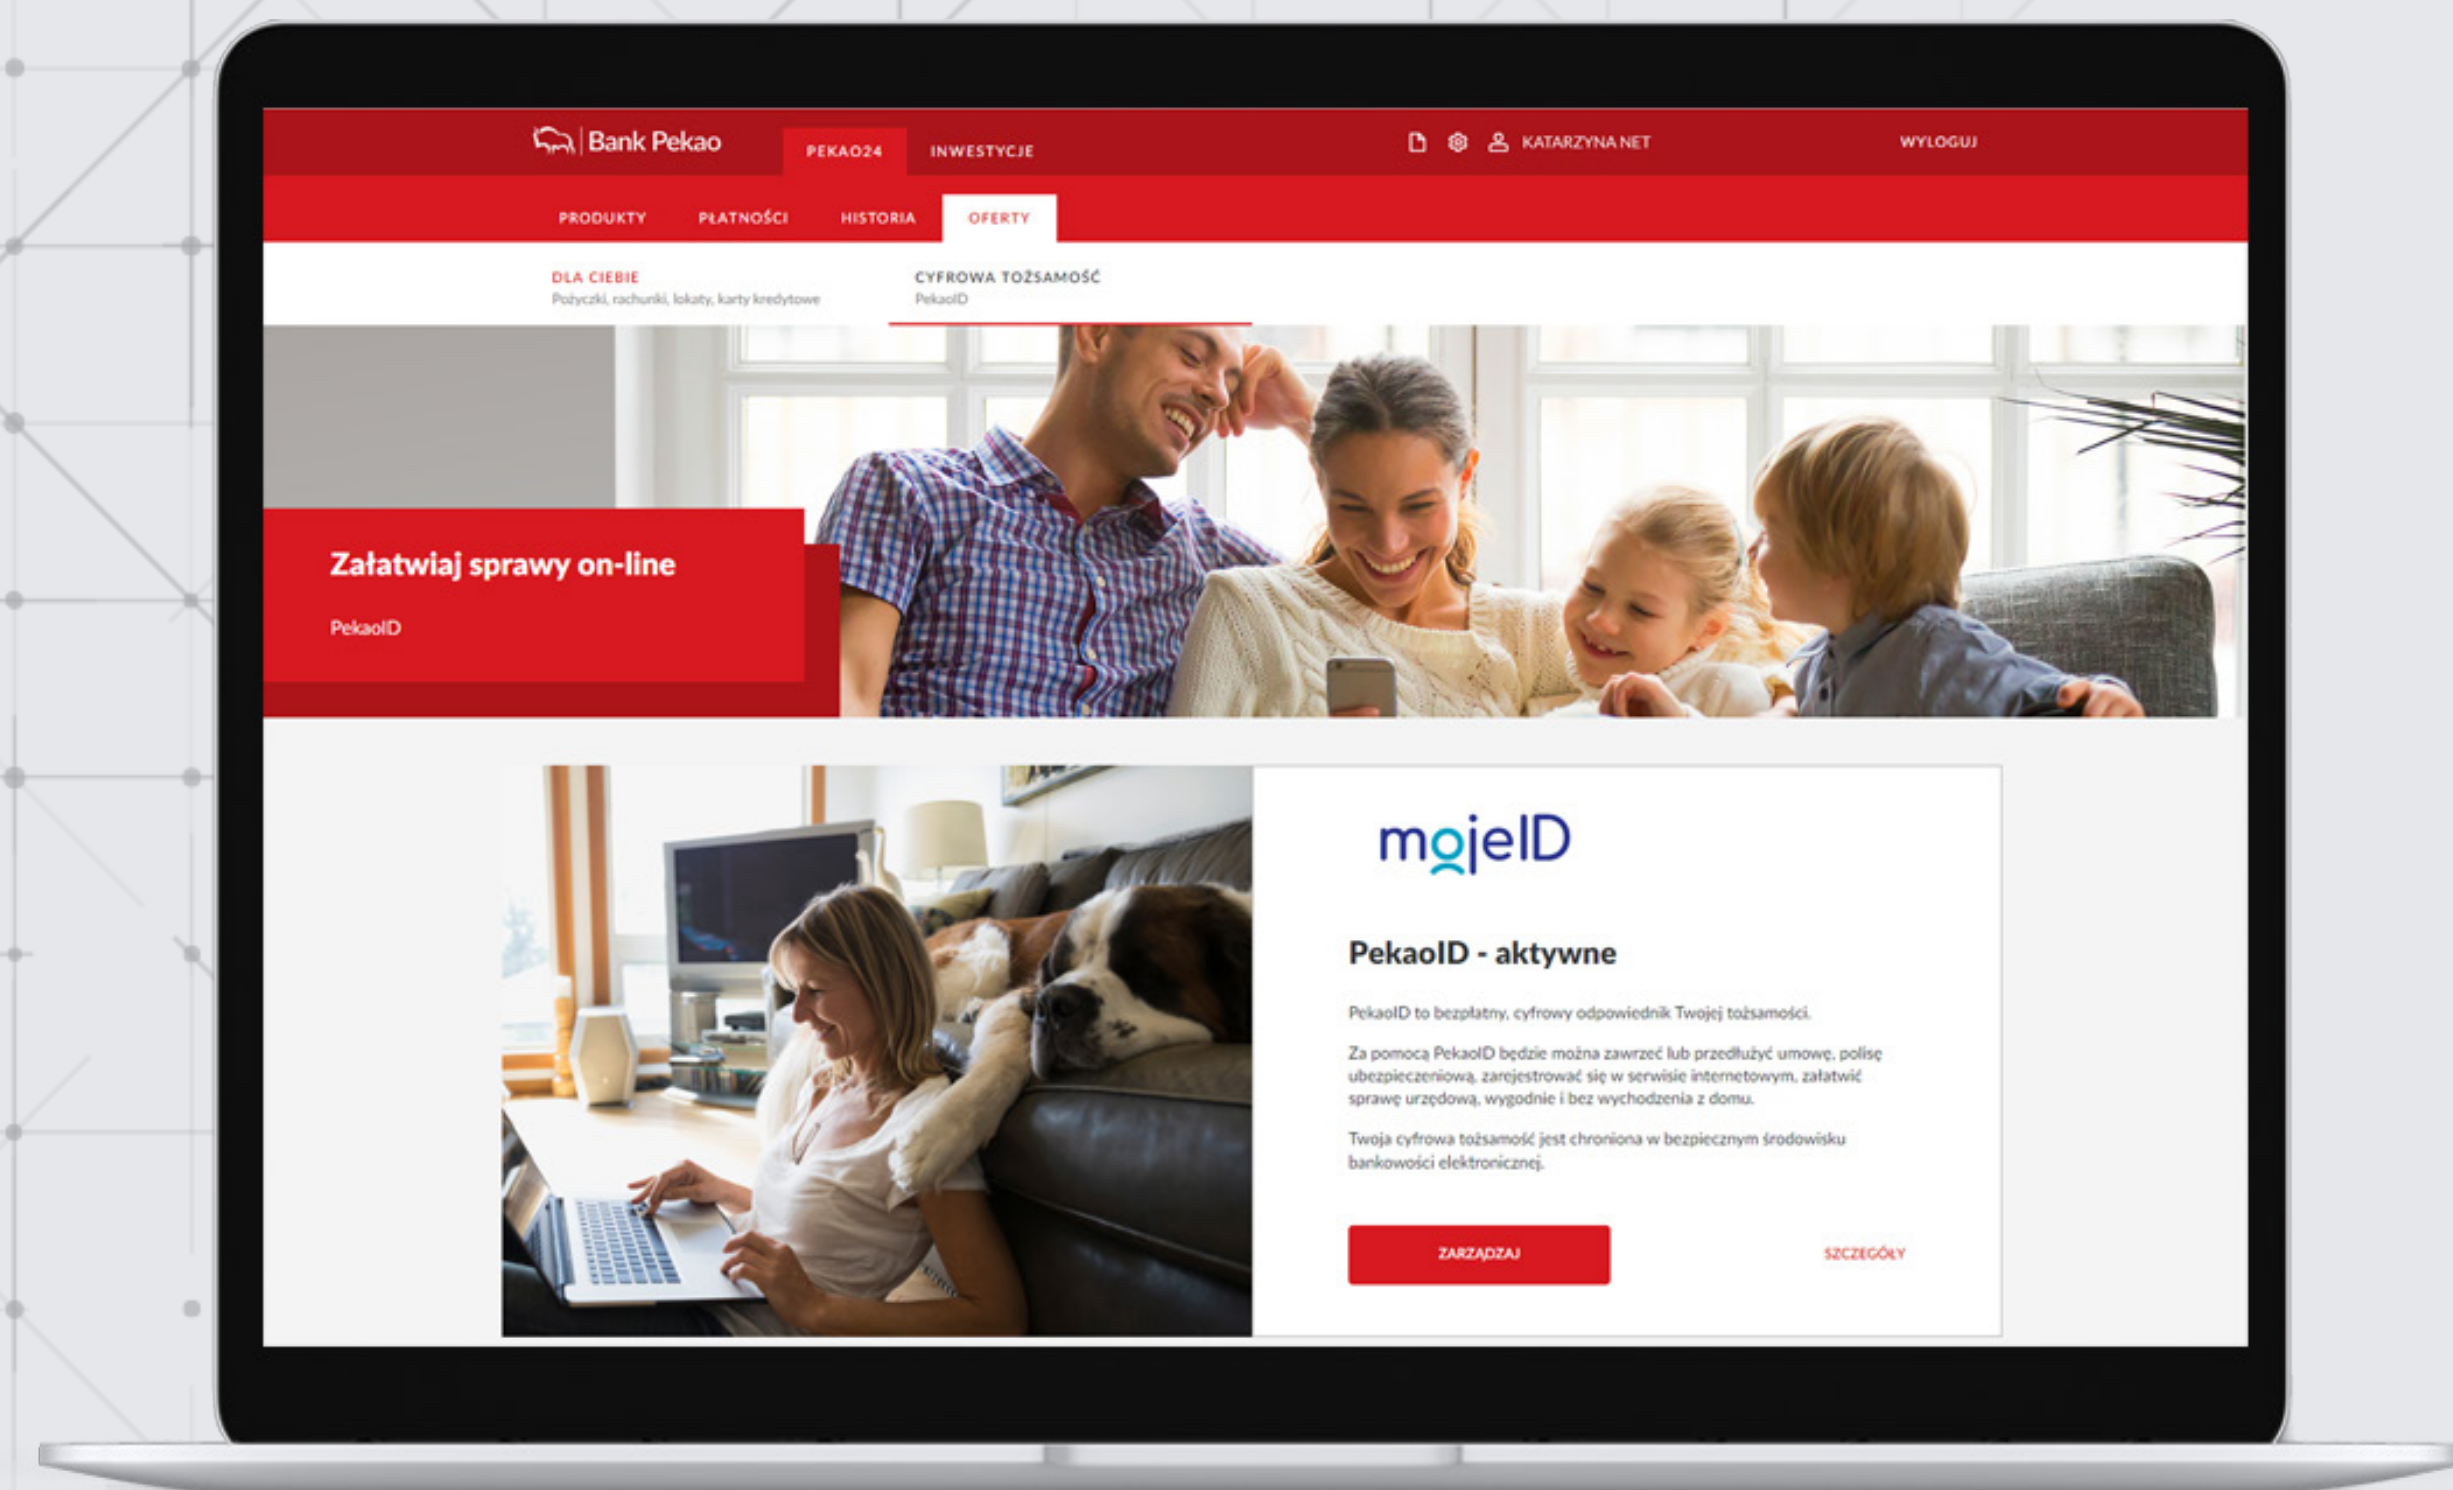 Bank Pekao
PEKAO24
INWESTYCJE
KATARZYNA NET
WYLOGUJ
PRODUKTY
PŁATNOŚCI
HISTORIA
OFERTY
DLA CIEBIE
Pożyczki, rachunki, lokaty, karty kredytowe
CYFROWA TOŻSAMOŚĆ
PekaoID
Załatwiaj sprawy on-line
PekaoID
mojeID
PekaoID - aktywne
PekaoID to bezpłatny, cyfrowy odpowiednik Twojej tożsamości.
Za pomocą PekaoID będzie można zawrzeć lub przedłużyć umowę, polisę
ubezpieczeniową, zarejestrować się w serwisie internetowym, załatwić
sprawę urzędową, wygodnie i bez wychodzenia z domu.
Twoja cyfrowa tożsamość jest chroniona w bezpiecznym środowisku
bankowości elektronicznej.
ZARZĄDZAJ
SZCZEGÓŁY